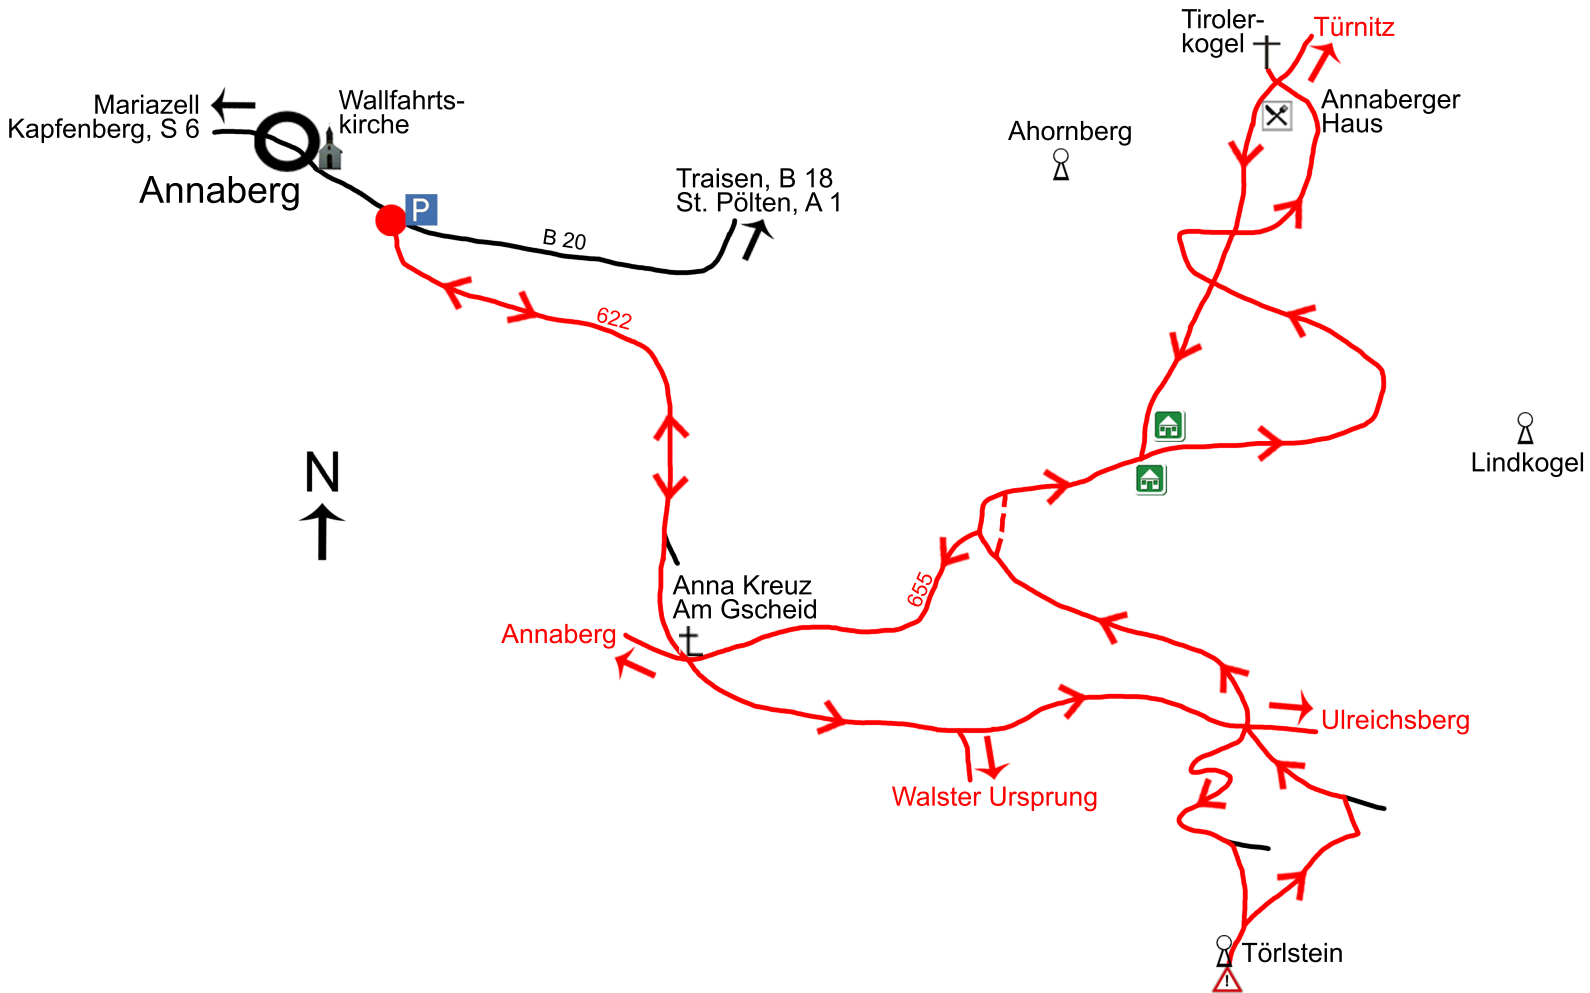 Tiroler-
kogel
Türnitz
Mariazell
Kapfenberg, S 6
Wallfahrts-
kirche
Annaberger
Haus
Ahornberg
Annaberg
P
Traisen, B 18
St. Pölten, A 1
B 20
622
N
Lindkogel
655
Anna Kreuz
Am Gscheid
Annaberg
Ulreichsberg
Walster Ursprung
Törlstein
!